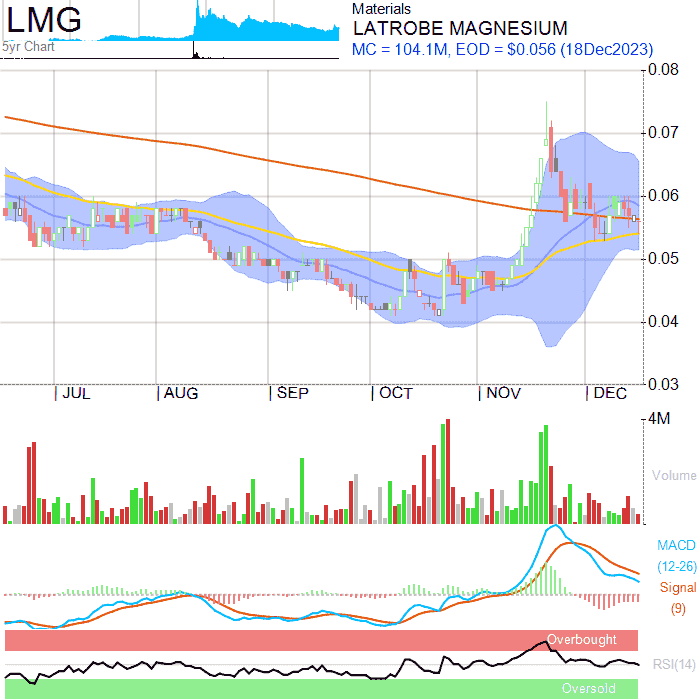 LMG
5yr Chart
Materials
LATROBE MAGNESIUM
MC = 104.1M, EOD = $0.056 (18Dec2023)
0.08
0.07
0.06
0.05
0.04
0.03
JUL AUG SEP OCT NOV DEC
4M
Volume
MACD
(12-26)
Signal
(9)
Overbought
RSI(14)
Oversold